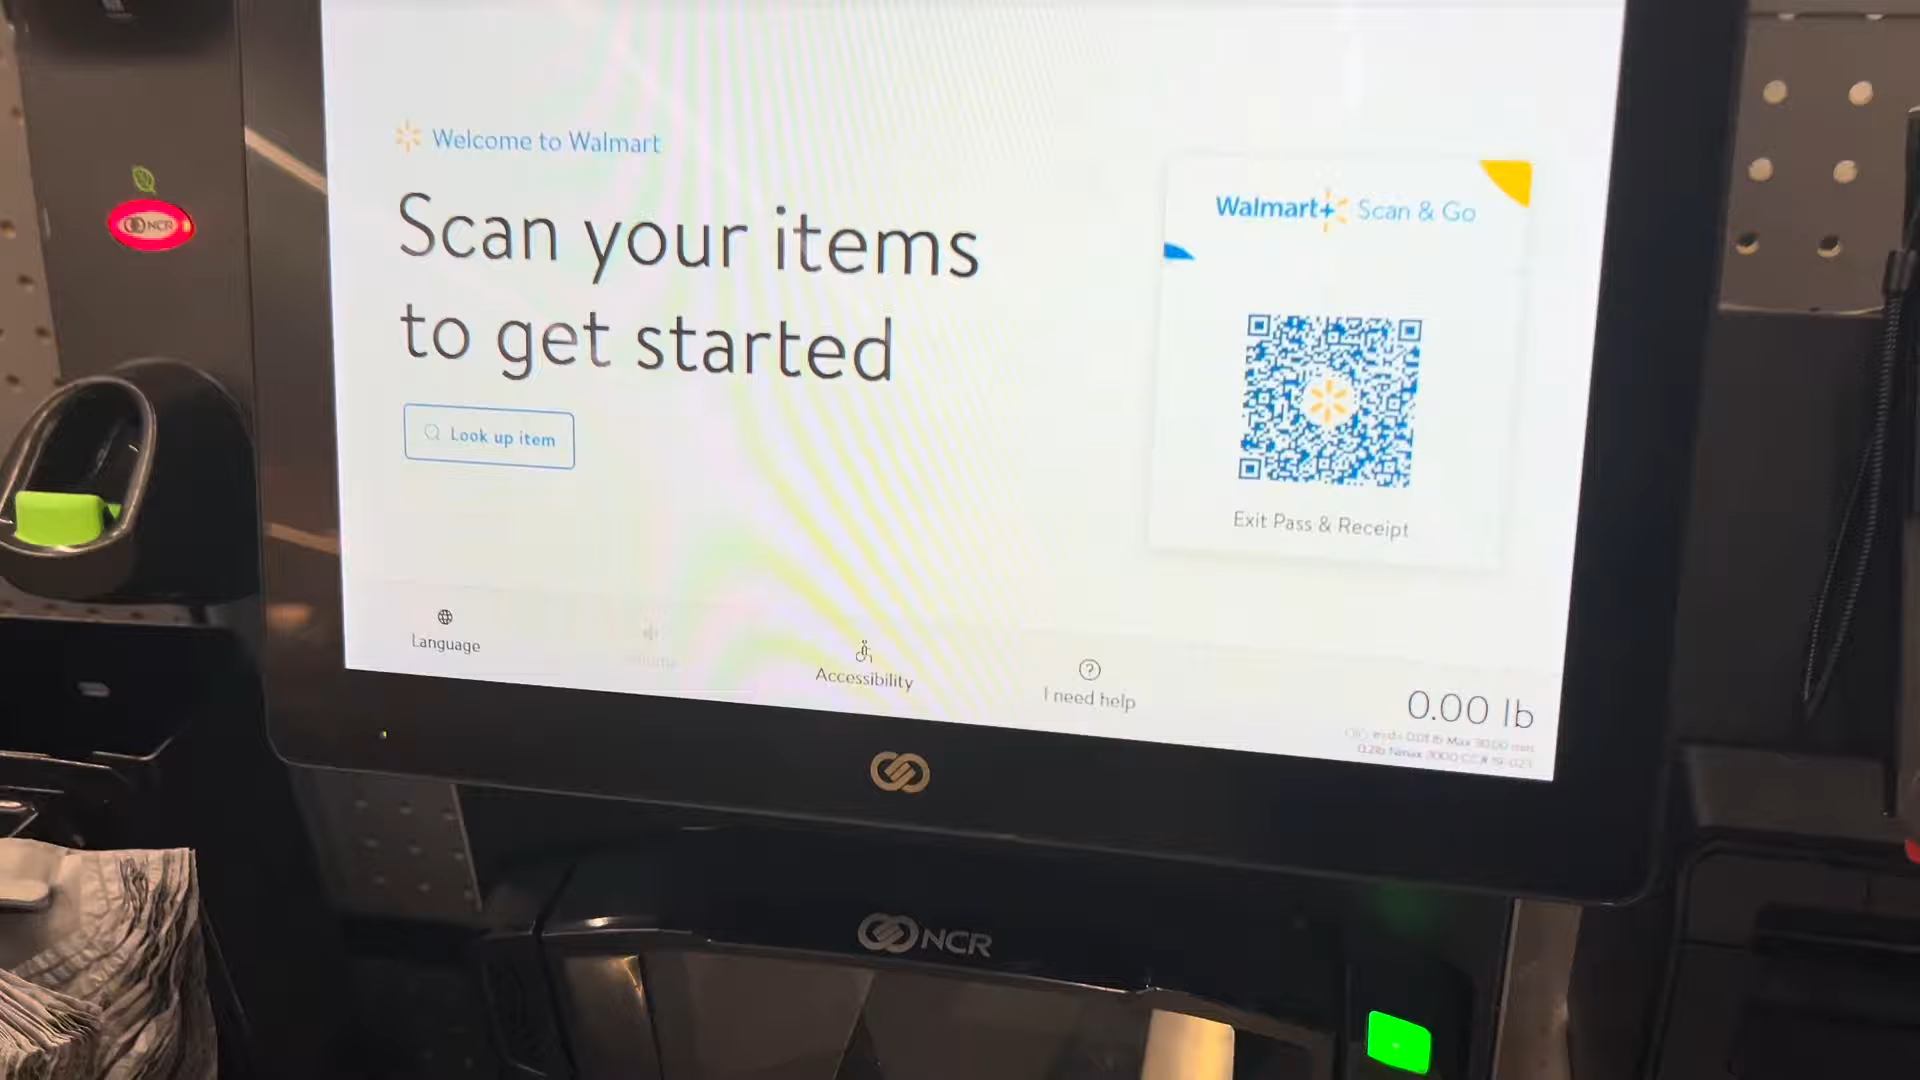 Welcome to Walmart
Scan your items
to get started
Look up item
Walmart+ Scan & Go
Exit Pass & Receipt
Language
Accessibility
I need help
0.00 lb
NCR
NCR